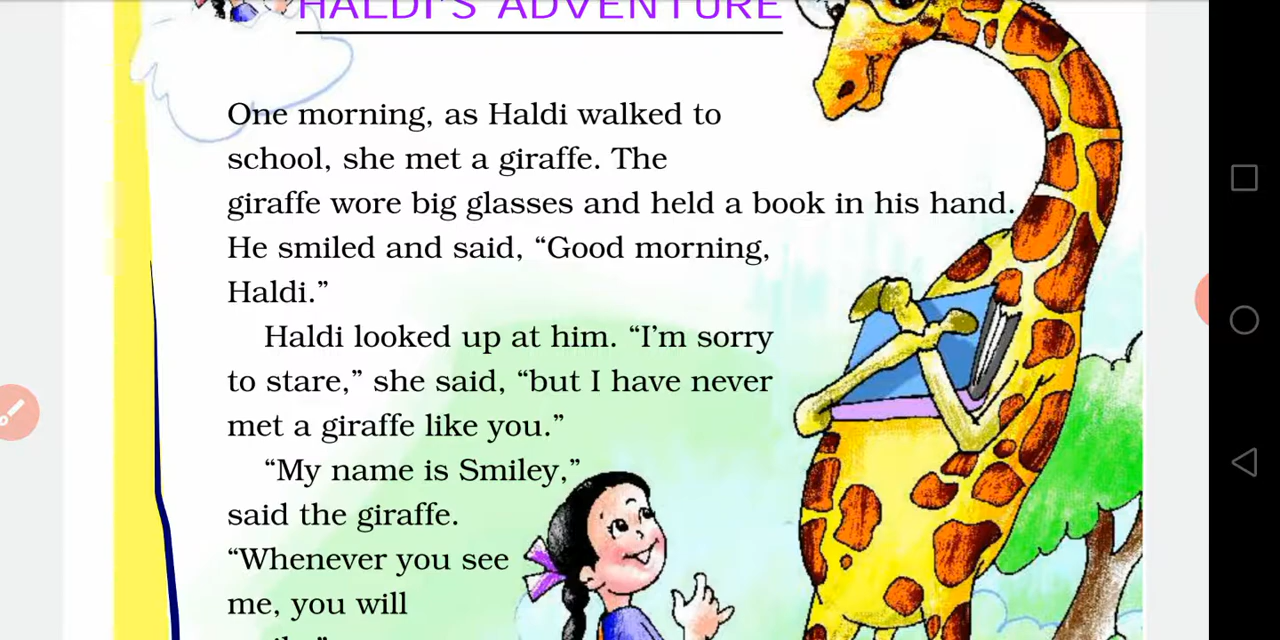 HALDI'S ADVENTURE
One morning, as Haldi walked to
school, she met a giraffe. The
giraffe wore big glasses and held a book in his hand.
He smiled and said, “Good morning,
Haldi.”
Haldi looked up at him. “I’m sorry
to stare,” she said, “but I have never
met a giraffe like you.”
“My name is Smiley,”
said the giraffe.
“Whenever you see
me, you will